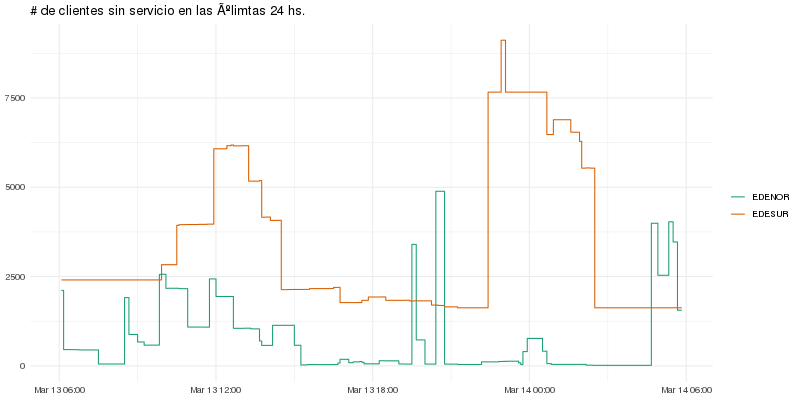 # de clientes sin servicio en las Ãºlimtas 24 hs.
7500
5000
2500
0
Mar 13 06:00
Mar 13 12:00
Mar 13 18:00
Mar 14 00:00
Mar 14 06:00
EDENOR
EDESUR